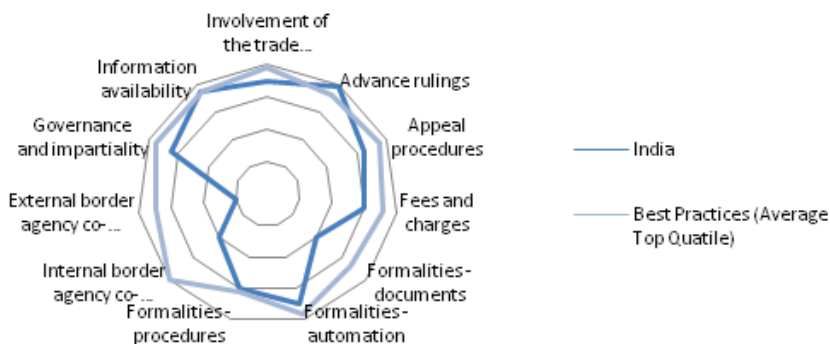 Involvement of
the trade...
Advance rulings
Appeal
procedures
Fees and
charges
Formalities-
documents
Formalities-
automation
Formalities-
procedures
Internal border
agency co-...
External border
agency co-...
Governance
and impartiality
Information
availability
India
Best Practices (Average
Top Quatile)